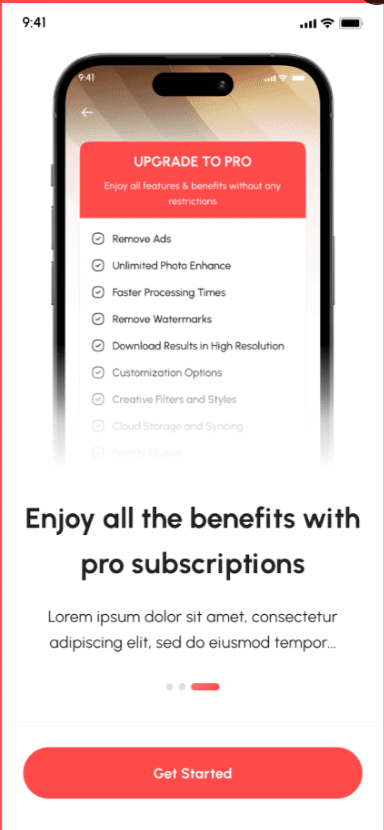 9:41
9:41
UPGRADE TO PRO
Enjoy all features & benefits without any
restrictions
Remove Ads
Unlimited Photo Enhance
Faster Processing Times
Remove Watermarks
Download Results in High Resolution
Customization Options
Creative Filters and Styles
Cloud Storage and Syncing
Priority Queue
Enjoy all the benefits with
pro subscriptions
Lorem ipsum dolor sit amet, consectetur
adipiscing elit, sed do eiusmod tempor...
Get Started